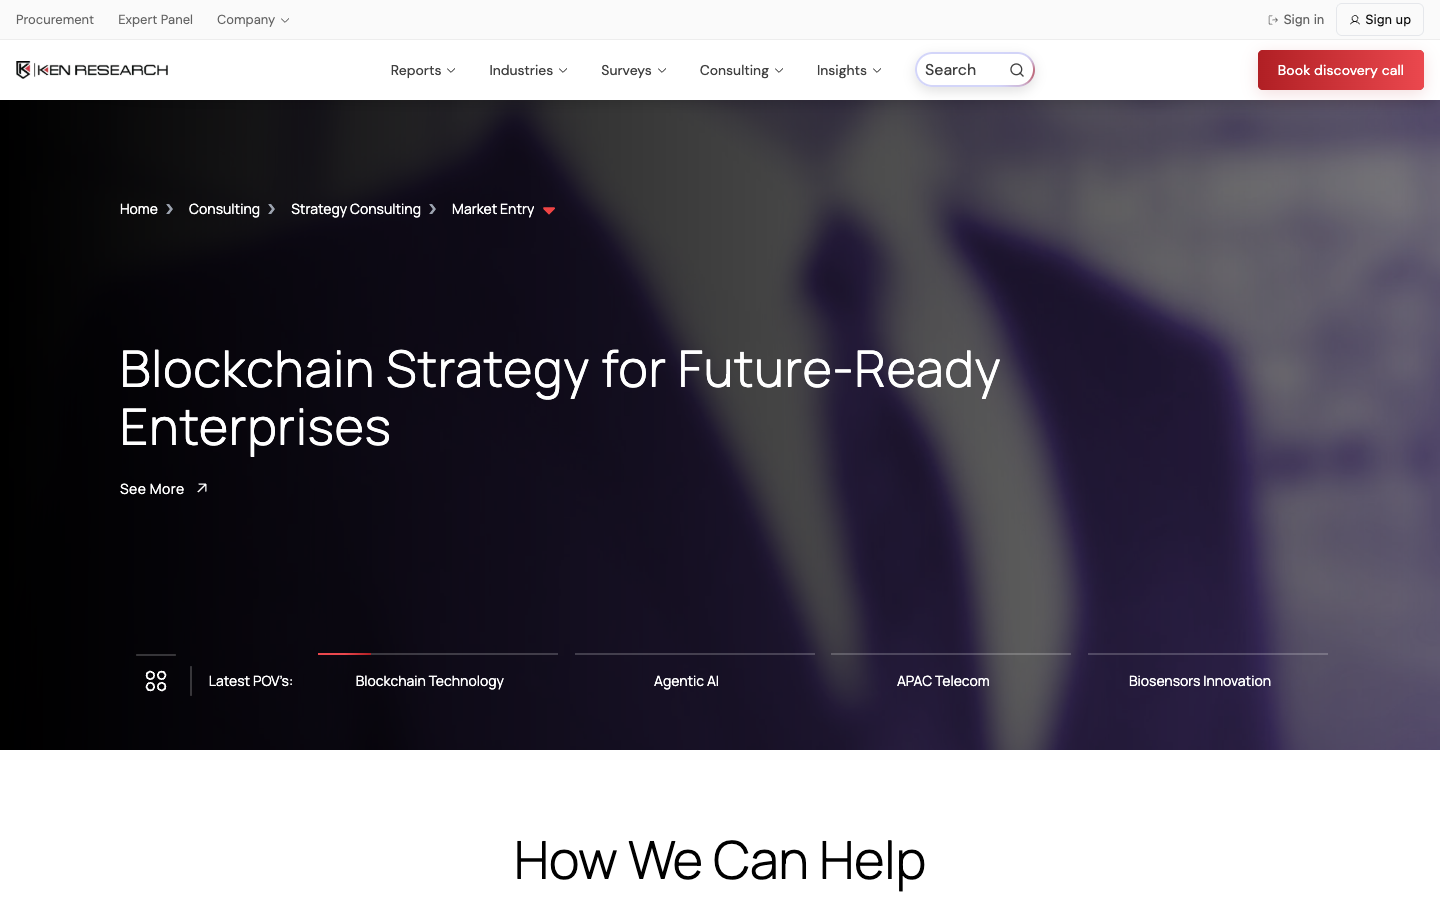 Procurement Expert Panel Company Sign in Sign up
KEN RESEARCH Reports Industries Surveys Consulting Insights Search Book discovery call
Home Consulting Strategy Consulting Market Entry
Blockchain Strategy for Future-Ready
Enterprises
See More
Latest POV's: Blockchain Technology Agentic AI APAC Telecom Biosensors Innovation
How We Can Help